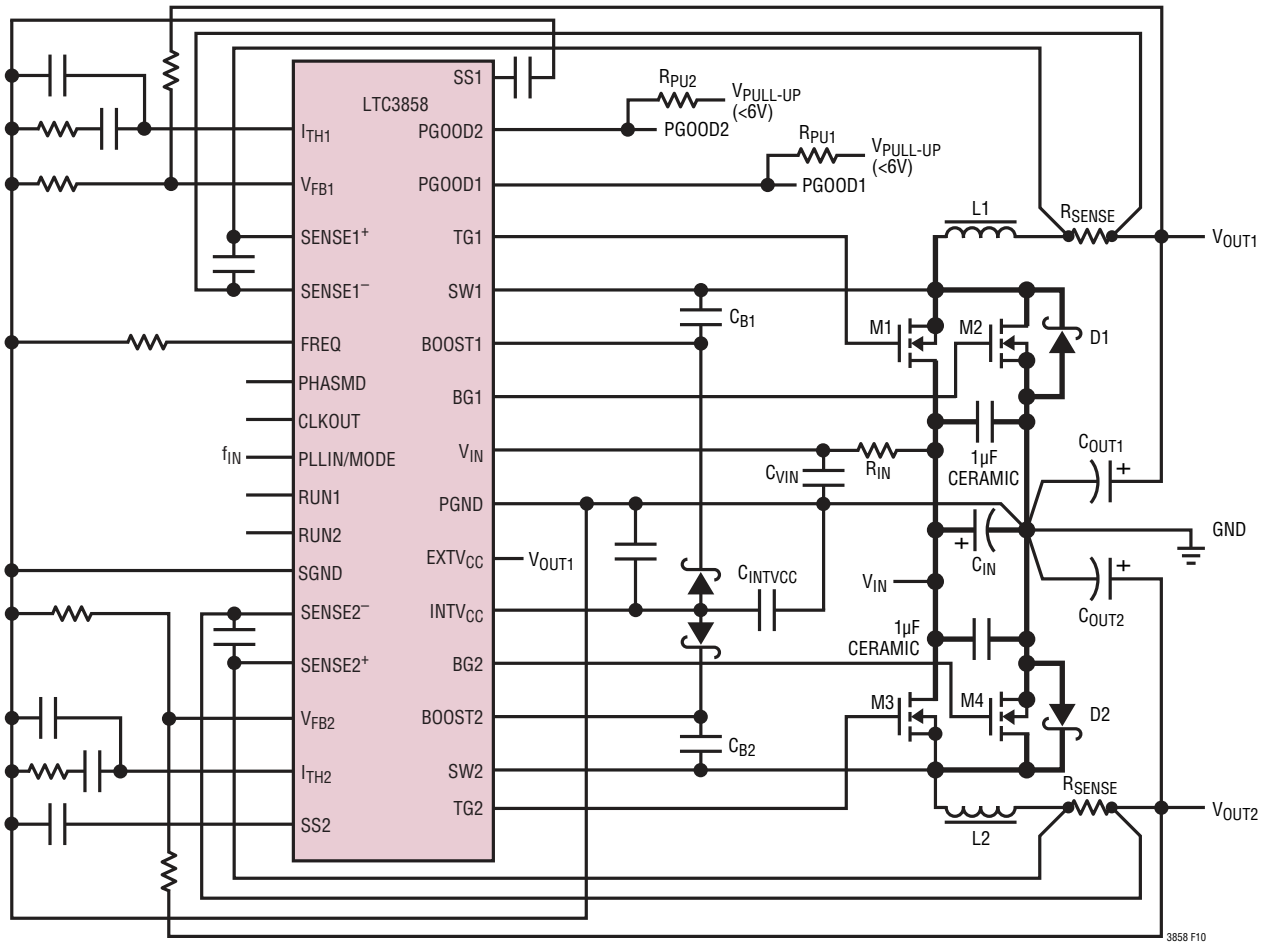 LTC3858
SS1
ITH1
PGOOD2
VFB1
PGOOD1
SENSE1+
TG1
SENSE1–
SW1
FREQ
BOOST1
PHASMD
BG1
CLKOUT
fIN
PLLIN/MODE
VIN
RUN1
PGND
RUN2
EXTVCC
VOUT1
SGND
INTVCC
SENSE2–
SENSE2+
BG2
VFB2
BOOST2
ITH2
SW2
SS2
TG2
RPU2
VPULL-UP
(<6V)
PGOOD2
RPU1
VPULL-UP
(<6V)
PGOOD1
L1
RSENSE
VOUT1
CB1
M1
M2
D1
CVIN
RIN
1µF
CERAMIC
COUT1
CIN
GND
VIN
CINTVCC
COUT2
1µF
CERAMIC
M3
M4
D2
CB2
L2
RSENSE
VOUT2
3858 F10